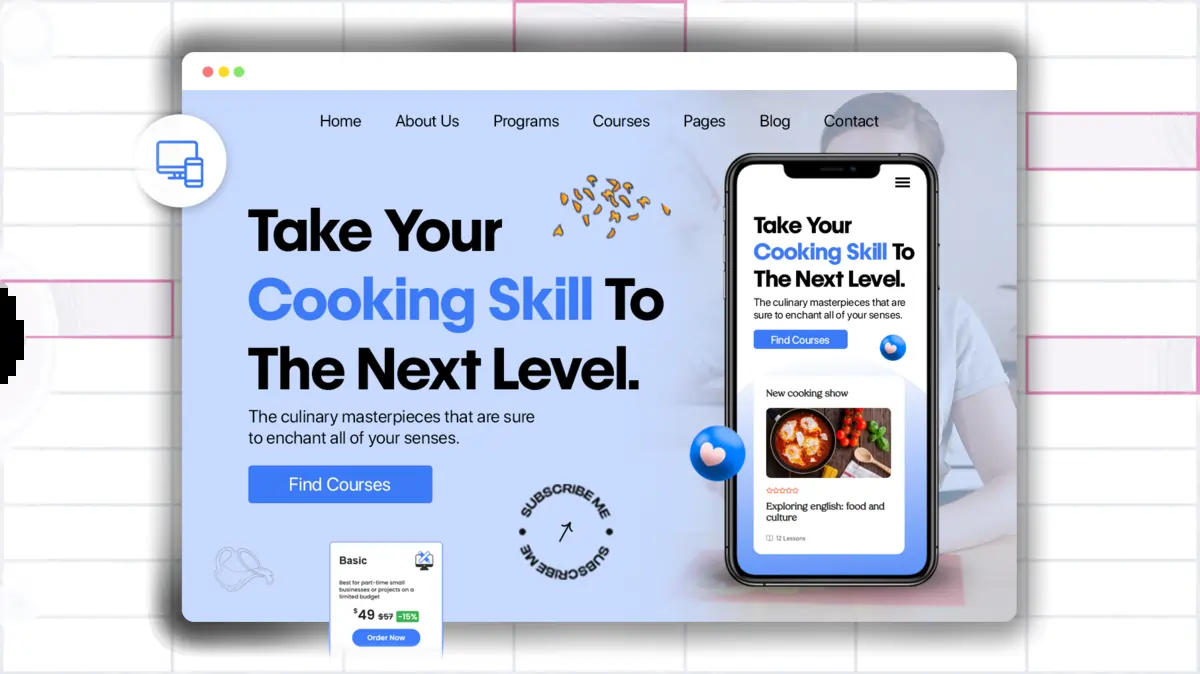 Home About Us Programs Courses Pages Blog Contact
Take Your
Cooking Skill To
The Next Level.
The culinary masterpieces that are sure
to enchant all of your senses.
Find Courses
SUBSCRIBE ME
SUBSCRIBE ME
Basic
Best for part-time small
businesses or projects on a
limited budget
$49 $57 -15%
Order Now
Take Your
Cooking Skill To
The Next Level.
The culinary masterpieces that are
sure to enchant all of your senses.
Find Courses
New cooking show
Exploring english: food and
culture
12 Lessons